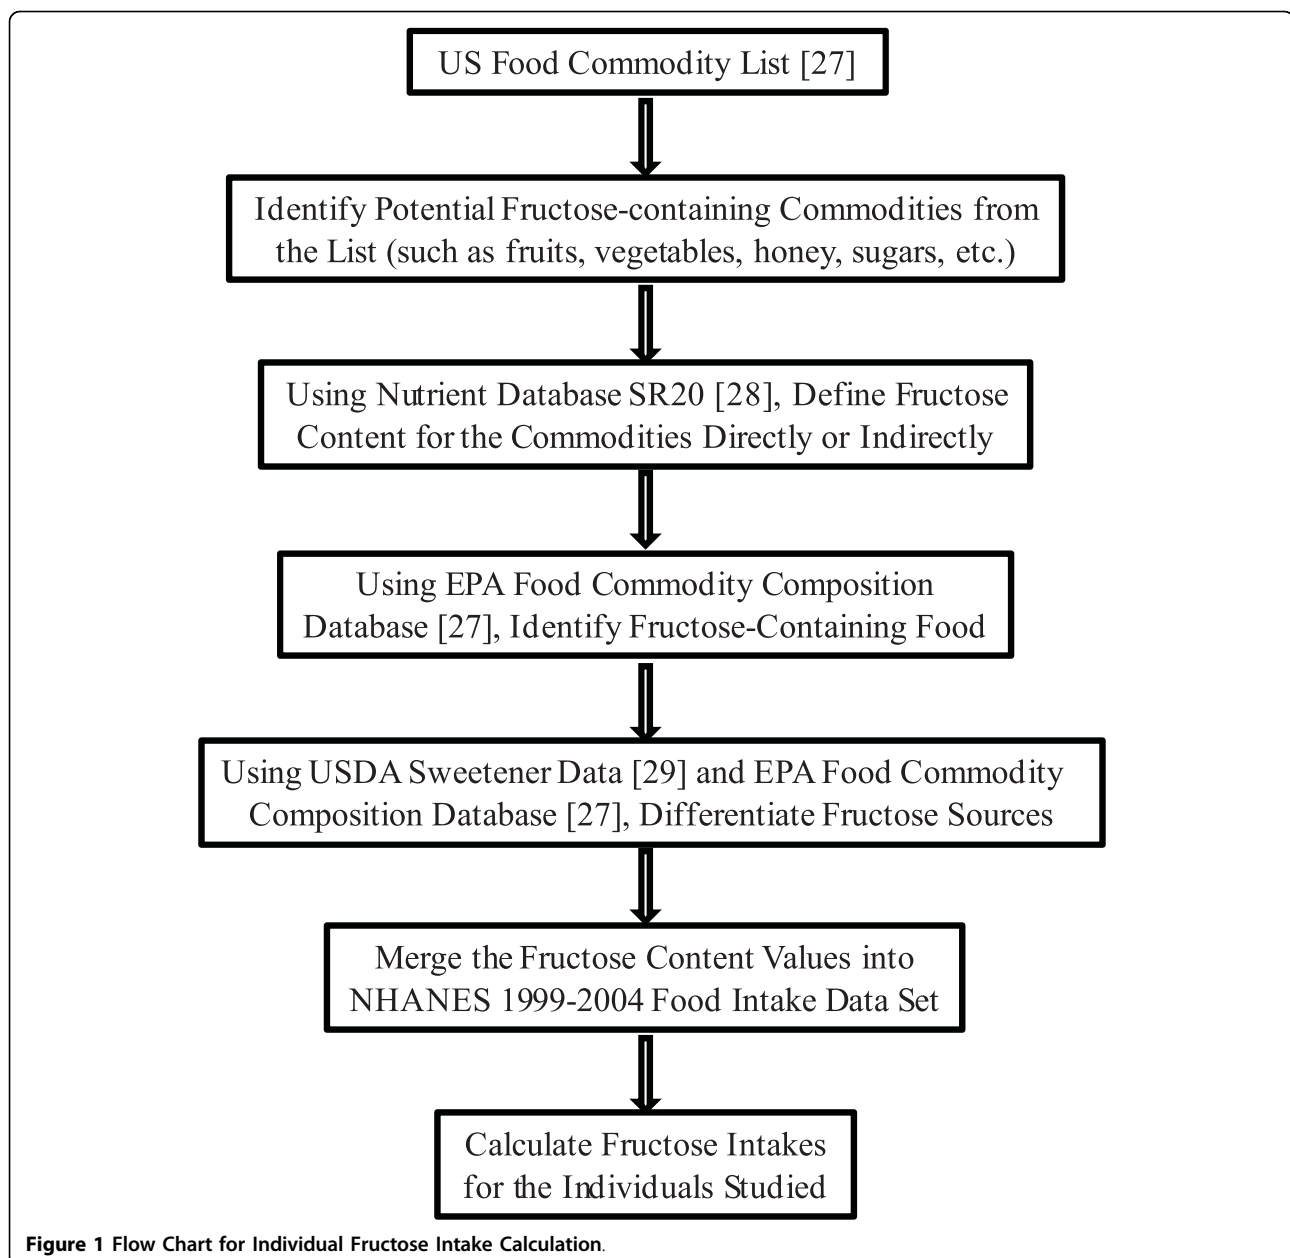 US Food Commodity List [27]
Identify Potential Fructose-containing Commodities from
the List (such as fruits, vegetables, honey, sugars, etc.)
Using Nutrient Database SR20 [28], Define Fructose
Content for the Commodities Directly or Indirectly
Using EPA Food Commodity Composition
Database [27], Identify Fructose-Containing Food
Using USDA Sweetener Data [29] and EPA Food Commodity
Composition Database [27], Differentiate Fructose Sources
Merge the Fructose Content Values into
NHANES 1999-2004 Food Intake Data Set
Calculate Fructose Intakes
for the Individuals Studied
Figure 1 Flow Chart for Individual Fructose Intake Calculation.